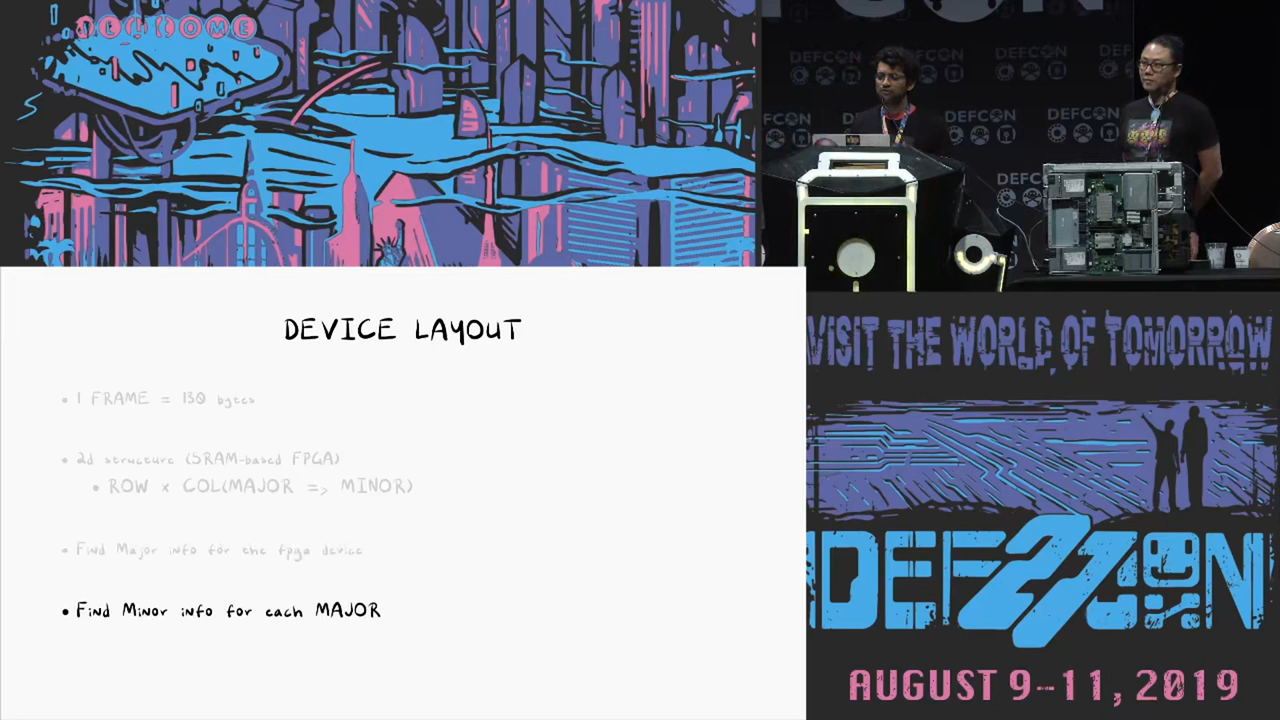 WELCOME
DEFCON
DEFCON
DEFCON
DEFCON
DEFCON
DEVICE LAYOUT
• 1 FRAME = 130 bytes
• 2d structure (SRAM-based FPGA)
• ROW x COL(MAJOR => MINOR)
• Find Major info for the fpga device
• Find Minor info for each MAJOR
VISIT THE WORLD OF TOMORROW
DEFCON 27
AUGUST 9-11, 2019